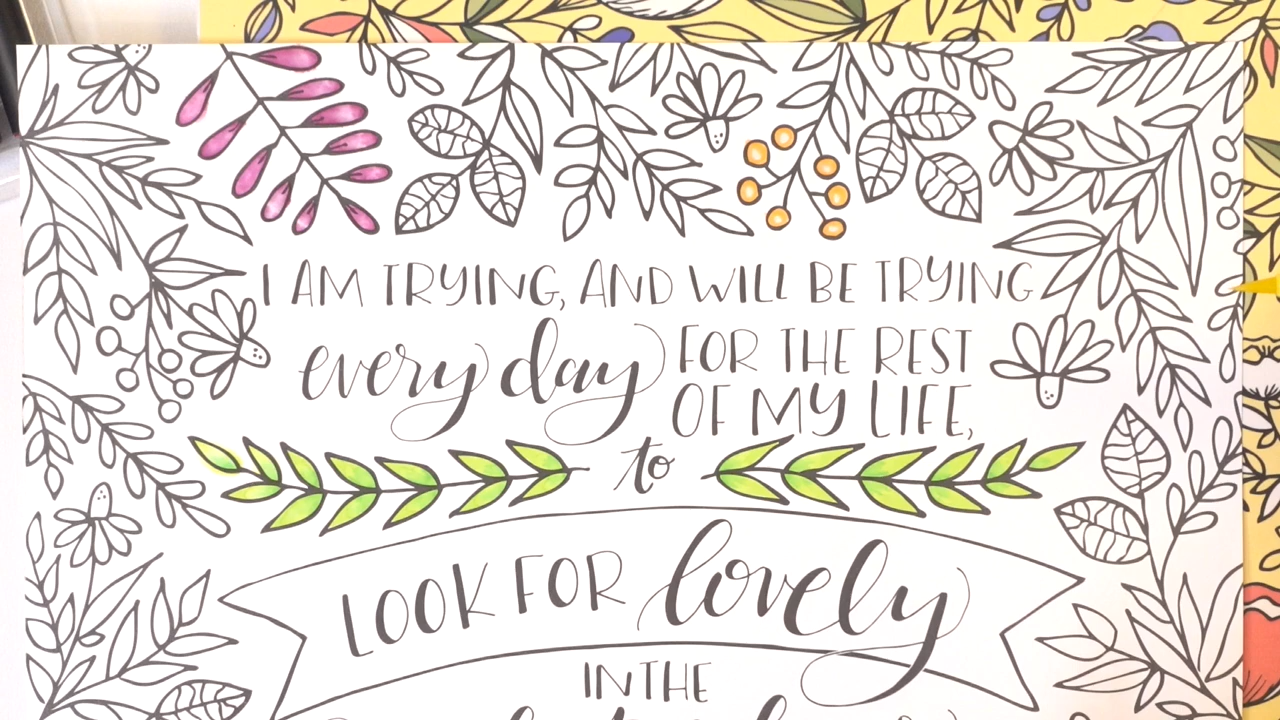 I AM TRYING, AND WILL BE TRYING
every day FOR THE REST
OF MY LIFE,
to
LOOK FOR lovely
IN THE